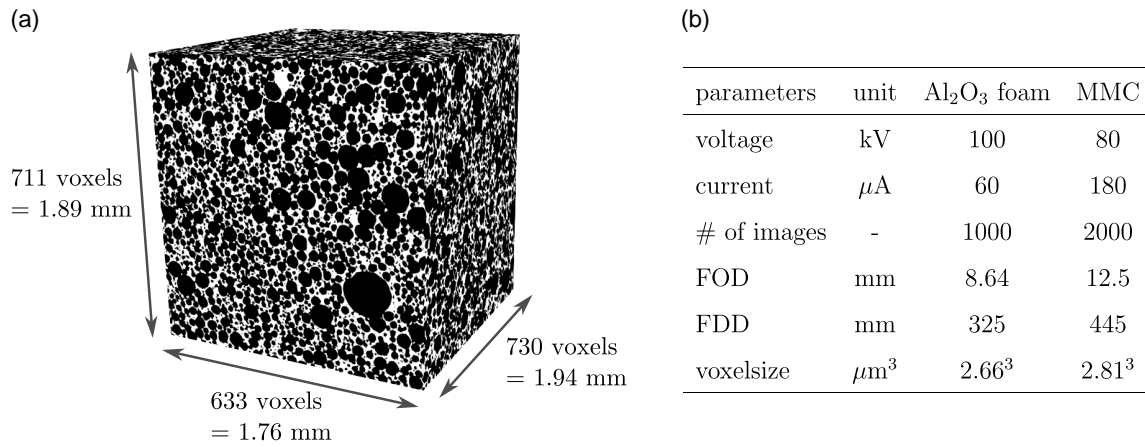 (a)
711 voxels
= 1.89 mm
633 voxels
= 1.76 mm
730 voxels
= 1.94 mm
(b)
parameters unit Al₂O₃ foam MMC
voltage kV 100 80
current μA 60 180
# of images - 1000 2000
FOD mm 8.64 12.5
FDD mm 325 445
voxelsize μm³ 2.66³ 2.81³